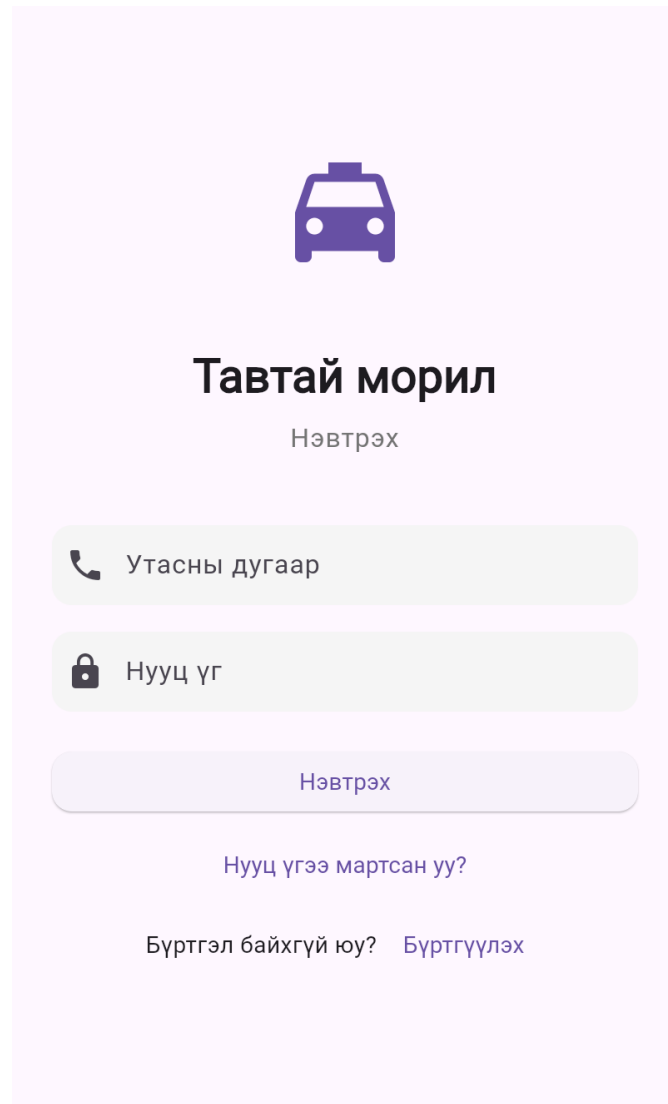 Тавтай морил
Нэвтрэх
Утасны дугаар
Нууц үг
Нэвтрэх
Нууц үгээ мартсан уу?
Бүртгэл байхгүй юу? Бүртгүүлэх